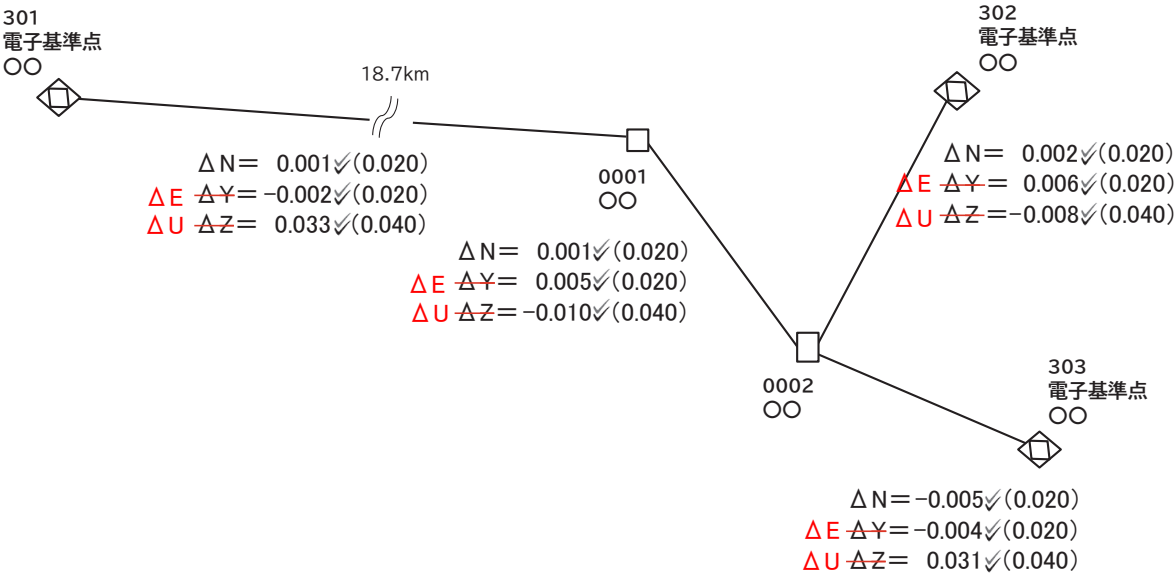 301
電子基準点
○○
18.7km
302
電子基準点
○○
ΔN= 0.001✓(0.020)
ΔE ΔY=-0.002✓(0.020)
ΔU ΔZ= 0.033✓(0.040)
0001
○○
ΔN= 0.002✓(0.020)
ΔE ΔY= 0.006✓(0.020)
ΔU ΔZ=-0.008✓(0.040)
ΔN= 0.001✓(0.020)
ΔE ΔY= 0.005✓(0.020)
ΔU ΔZ=-0.010✓(0.040)
0002
○○
303
電子基準点
○○
ΔN=-0.005✓(0.020)
ΔE ΔY=-0.004✓(0.020)
ΔU ΔZ= 0.031✓(0.040)